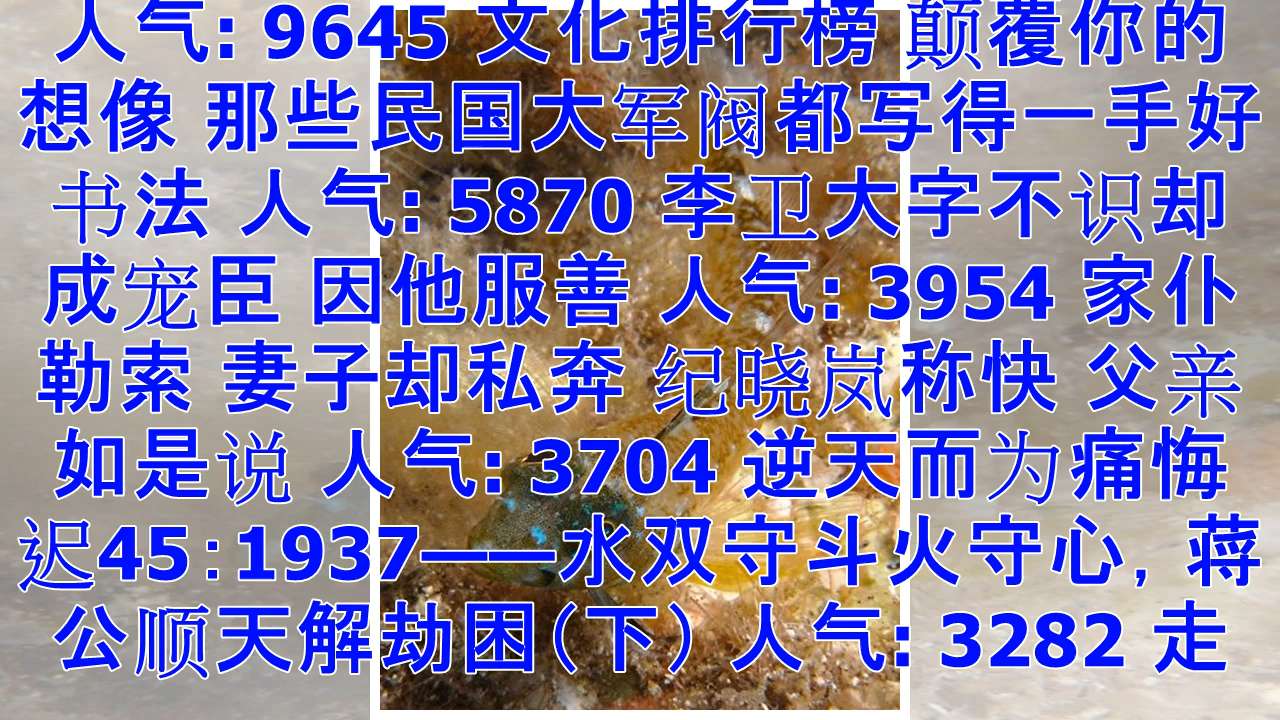 人气: 9645 文化排行榜 颠覆你的
想像 那些民国大军阀都写得一手好
书法 人气: 5870 李卫大字不识却
成宠臣 因他服善 人气: 3954 家仆
勒索 妻子却私奔 纪晓岚称快 父亲
如是说 人气: 3704 逆天而为痛悔
迟45:1937——水双守斗火守心, 蒋
公顺天解劫困(下) 人气: 3282 走